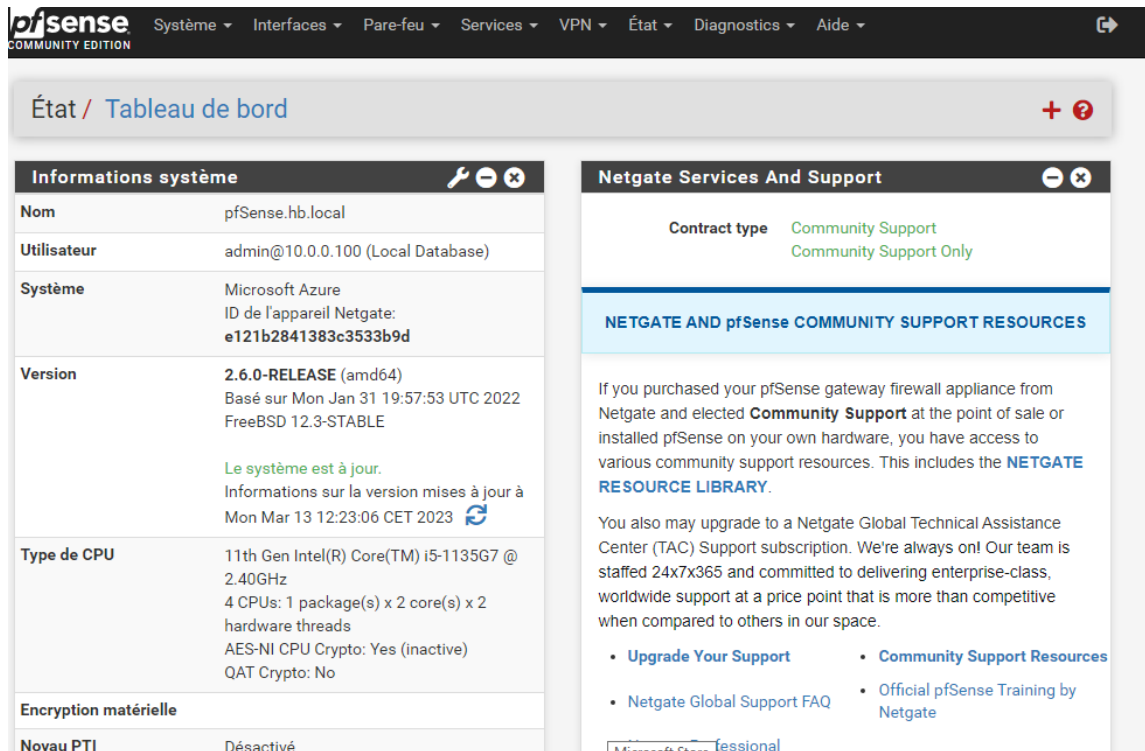 pfsense
COMMUNITY EDITION
Système Interfaces Pare-feu Services VPN État Diagnostics Aide
État / Tableau de bord
Informations système
Nom pfSense.hb.local
Utilisateur admin@10.0.0.100 (Local Database)
Système Microsoft Azure
ID de l'appareil Netgate:
e121b2841383c3533b9d
Version 2.6.0-RELEASE (amd64)
Basé sur Mon Jan 31 19:57:53 UTC 2022
FreeBSD 12.3-STABLE
Le système est à jour.
Informations sur la version mises à jour à
Mon Mar 13 12:23:06 CET 2023
Type de CPU 11th Gen Intel(R) Core(TM) i5-1135G7 @
2.40GHz
4 CPUs: 1 package(s) x 2 core(s) x 2
hardware threads
AES-NI CPU Crypto: Yes (inactive)
QAT Crypto: No
Encryption matérielle
Noyau PTI Désactivé
Netgate Services And Support
Contract type Community Support
Community Support Only
NETGATE AND pfSense COMMUNITY SUPPORT RESOURCES
If you purchased your pfSense gateway firewall appliance from
Netgate and elected Community Support at the point of sale or
installed pfSense on your own hardware, you have access to
various community support resources. This includes the NETGATE
RESOURCE LIBRARY.
You also may upgrade to a Netgate Global Technical Assistance
Center (TAC) Support subscription. We're always on! Our team is
staffed 24x7x365 and committed to delivering enterprise-class,
worldwide support at a price point that is more than competitive
when compared to others in our space.
Upgrade Your Support
Netgate Global Support FAQ
Community Support Resources
Official pfSense Training by
Netgate
Microsoft Store